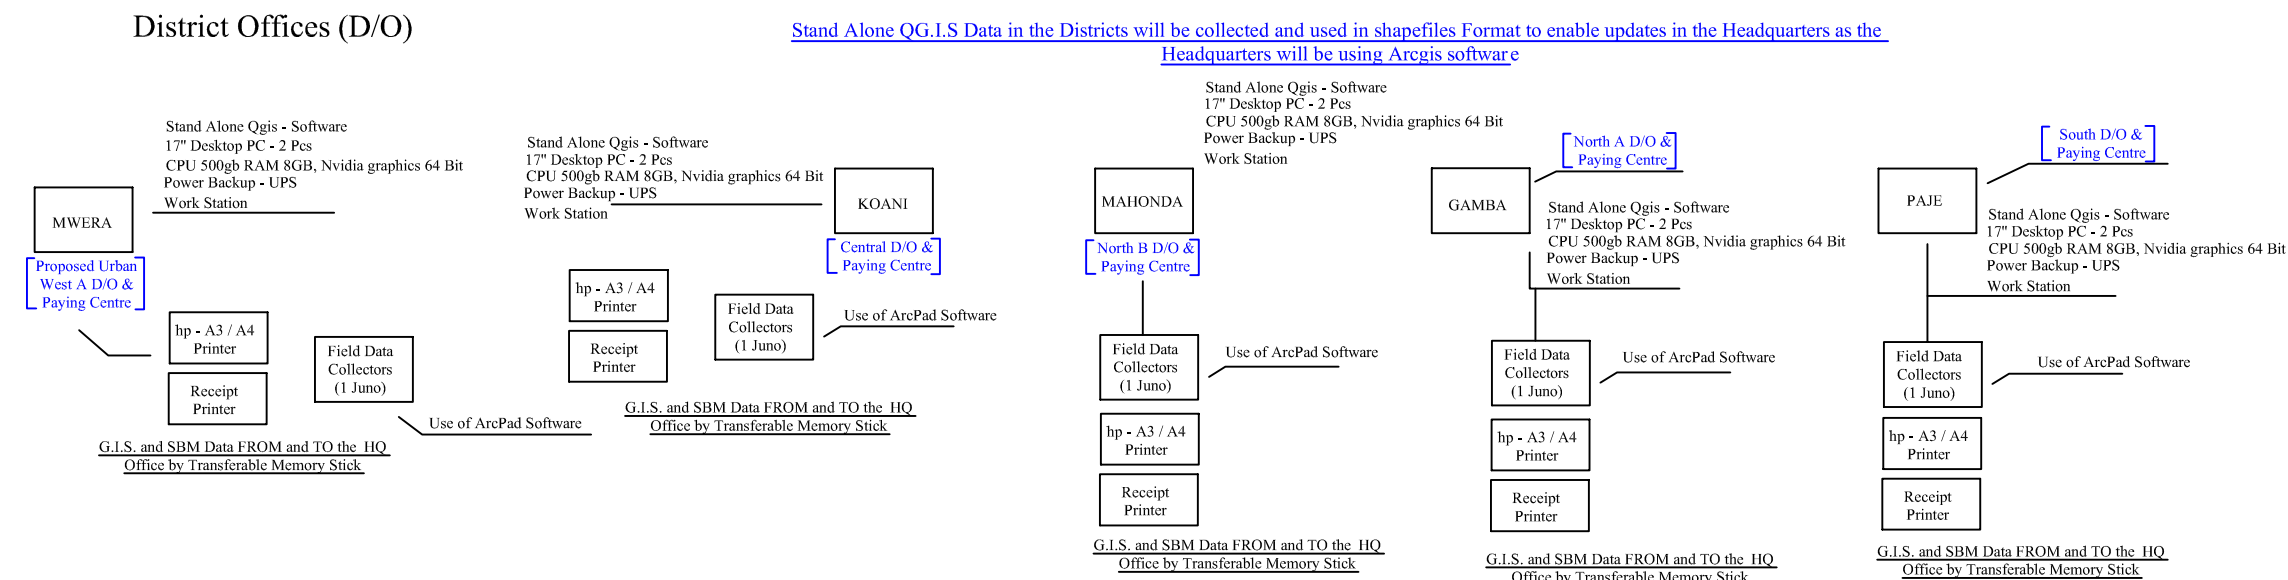 District Offices (D/O)
Stand Alone QG.I.S Data in the Districts will be collected and used in shapefiles Format to enable updates in the Headquarters as the
Headquarters will be using Arcgis software
Stand Alone Qgis - Software
17" Desktop PC - 2 Pcs
CPU 500gb RAM 8GB, Nvidia graphics 64 Bit
Power Backup - UPS
Work Station
MWERA
Proposed Urban
West A D/O &
Paying Centre
hp - A3 / A4
Printer
Receipt
Printer
Field Data
Collectors
(1 Juno)
Use of ArcPad Software
G.I.S. and SBM Data FROM and TO the HQ
Office by Transferable Memory Stick
Stand Alone Qgis - Software
17" Desktop PC - 2 Pcs
CPU 500gb RAM 8GB, Nvidia graphics 64 Bit
Power Backup - UPS
Work Station
KOANI
Central D/O &
Paying Centre
hp - A3 / A4
Printer
Receipt
Printer
Field Data
Collectors
(1 Juno)
Use of ArcPad Software
G.I.S. and SBM Data FROM and TO the HQ
Office by Transferable Memory Stick
Stand Alone Qgis - Software
17" Desktop PC - 2 Pcs
CPU 500gb RAM 8GB, Nvidia graphics 64 Bit
Power Backup - UPS
Work Station
MAHONDA
North B D/O &
Paying Centre
Field Data
Collectors
(1 Juno)
Use of ArcPad Software
hp - A3 / A4
Printer
Receipt
Printer
G.I.S. and SBM Data FROM and TO the HQ
Office by Transferable Memory Stick
North A D/O &
Paying Centre
GAMBA
Stand Alone Qgis - Software
17" Desktop PC - 2 Pcs
CPU 500gb RAM 8GB, Nvidia graphics 64 Bit
Power Backup - UPS
Work Station
Field Data
Collectors
(1 Juno)
Use of ArcPad Software
hp - A3 / A4
Printer
Receipt
Printer
G.I.S. and SBM Data FROM and TO the HQ
Office by Transferable Memory Stick
South D/O &
Paying Centre
PAJE
Stand Alone Qgis - Software
17" Desktop PC - 2 Pcs
CPU 500gb RAM 8GB, Nvidia graphics 64 Bit
Power Backup - UPS
Work Station
Field Data
Collectors
(1 Juno)
Use of ArcPad Software
hp - A3 / A4
Printer
Receipt
Printer
G.I.S. and SBM Data FROM and TO the HQ
Office by Transferable Memory Stick